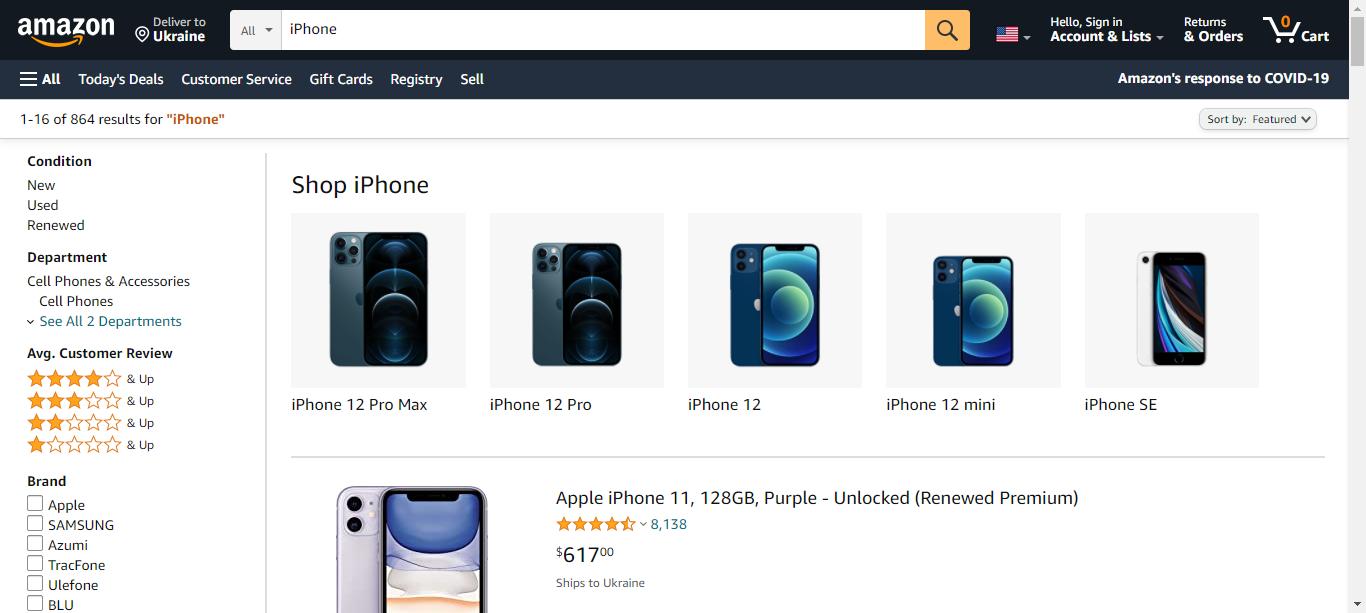 amazon
Deliver to
Ukraine
All
iPhone
Hello, Sign in
Account & Lists
Returns
& Orders
0
Cart
All
Today's Deals
Customer Service
Gift Cards
Registry
Sell
Amazon's response to COVID-19
1-16 of 864 results for "iPhone"
Sort by: Featured
Condition
New
Used
Renewed
Department
Cell Phones & Accessories
Cell Phones
See All 2 Departments
Avg. Customer Review
& Up
& Up
& Up
& Up
Brand
Apple
SAMSUNG
Azumi
TracFone
Ulefone
BLU
Shop iPhone
iPhone 12 Pro Max
iPhone 12 Pro
iPhone 12
iPhone 12 mini
iPhone SE
Apple iPhone 11, 128GB, Purple - Unlocked (Renewed Premium)
8,138
$61700
Ships to Ukraine